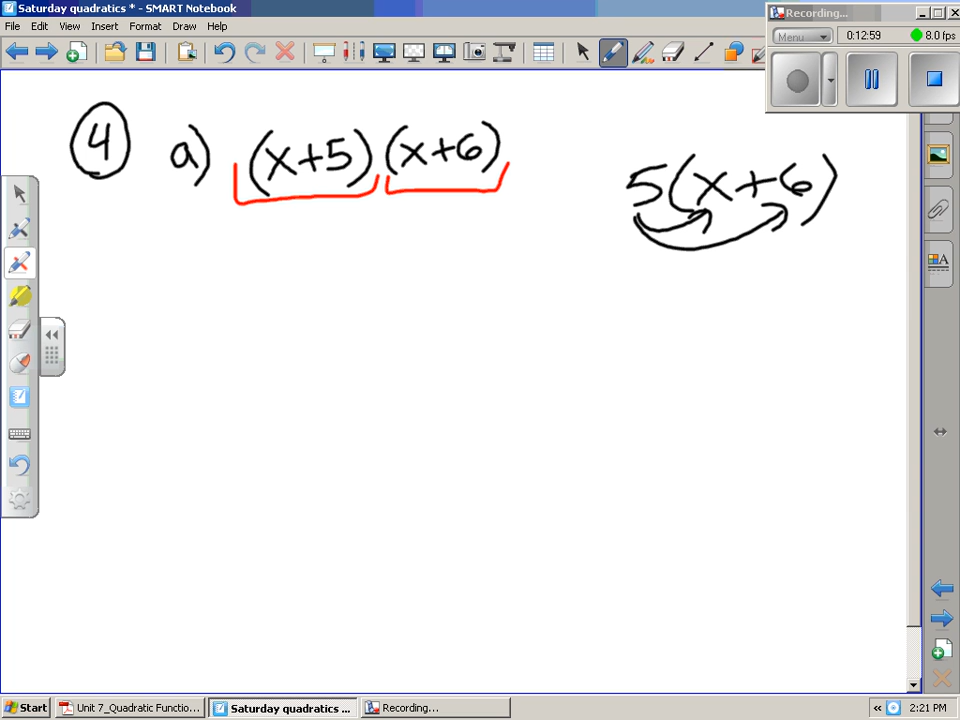 Saturday quadratics * - SMART Notebook
Recording...
File Edit View Insert Format Draw Help
Menu 0:12:59 8.0 fps
④ a) (x+5)(x+6)
5(x+6)
Start Unit 7_Quadratic Functio... Saturday quadratics ... Recording... 2:21 PM